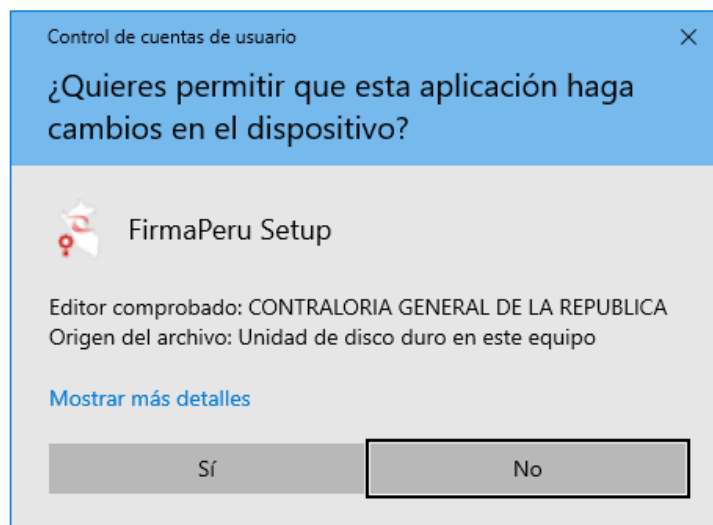 Control de cuentas de usuario
¿Quieres permitir que esta aplicación haga
cambios en el dispositivo?
FirmaPeru Setup
Editor comprobado: CONTRALORIA GENERAL DE LA REPUBLICA
Origen del archivo: Unidad de disco duro en este equipo
Mostrar más detalles
Sí
No